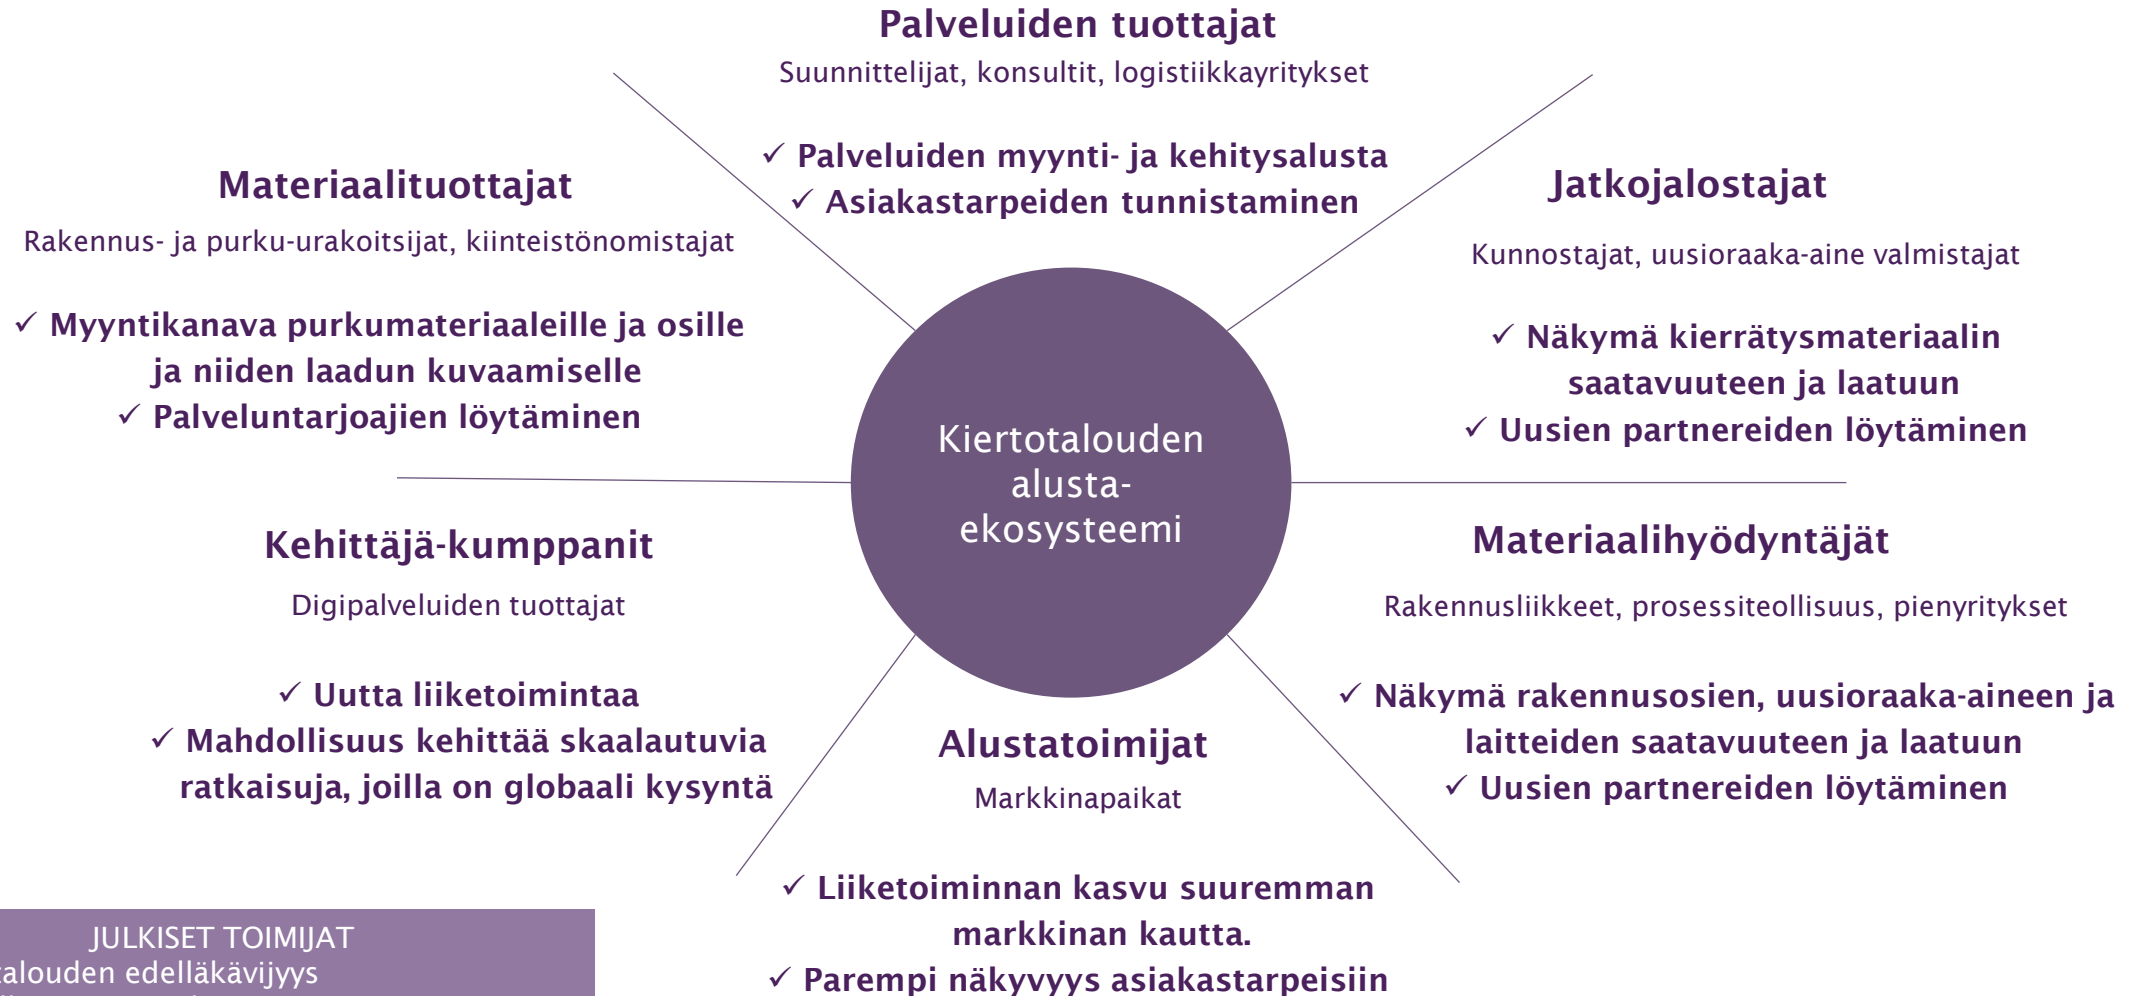 Palveluiden tuottajat
Suunnittelijat, konsultit, logistiikkayritykset
✓ Palveluiden myynti- ja kehitysalusta
✓ Asiakastarpeiden tunnistaminen
Materiaalituottajat
Rakennus- ja purku-urakoitsijat, kiinteistönomistajat
✓ Myyntikanava purkumateriaaleille ja osille
ja niiden laadun kuvaamiselle
✓ Palveluntarjoajien löytäminen
Jatkojalostajat
Kunnostajat, uusioraaka-aine valmistajat
✓ Näkymä kierrätysmateriaalin
saatavuuteen ja laatuun
✓ Uusien partnereiden löytäminen
Kiertotalouden
alusta-
ekosysteemi
Kehittäjä-kumppanit
Digipalveluiden tuottajat
✓ Uutta liiketoimintaa
✓ Mahdollisuus kehittää skaalautuvia
ratkaisuja, joilla on globaali kysyntä
Materiaalihyödyntäjät
Rakennusliikkeet, prosessiteollisuus, pienyritykset
✓ Näkymä rakennusosien, uusioraaka-aineen ja
laitteiden saatavuuteen ja laatuun
✓ Uusien partnereiden löytäminen
Alustatoimijat
Markkinapaikat
✓ Liiketoiminnan kasvu suuremman
markkinan kautta.
✓ Parempi näkyvyys asiakastarpeisiin
JULKISET TOIMIJAT
talouden edelläkävijyys